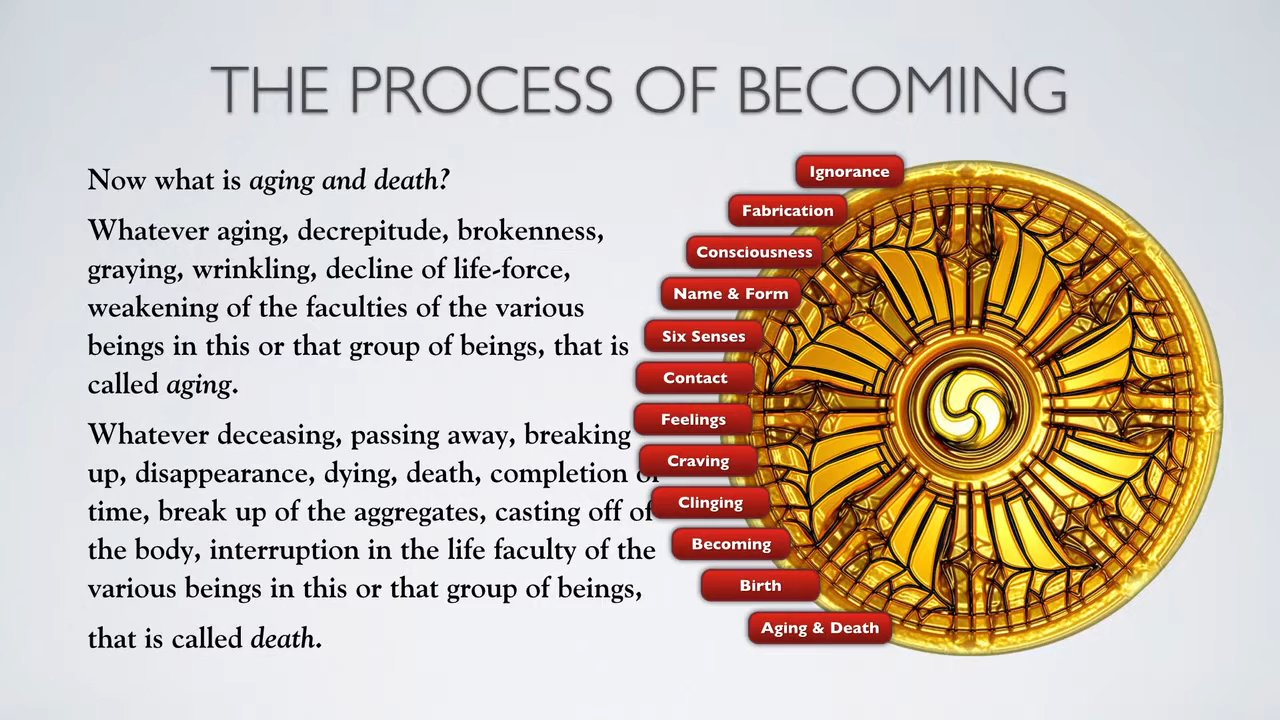 THE PROCESS OF BECOMING
Now what is aging and death?
Whatever aging, decrepitude, brokenness,
graying, wrinkling, decline of life-force,
weakening of the faculties of the various
beings in this or that group of beings, that is
called aging.
Whatever deceasing, passing away, breaking
up, disappearance, dying, death, completion of
time, break up of the aggregates, casting off of
the body, interruption in the life faculty of the
various beings in this or that group of beings,
that is called death.
Ignorance
Fabrication
Consciousness
Name & Form
Six Senses
Contact
Feelings
Craving
Clinging
Becoming
Birth
Aging & Death